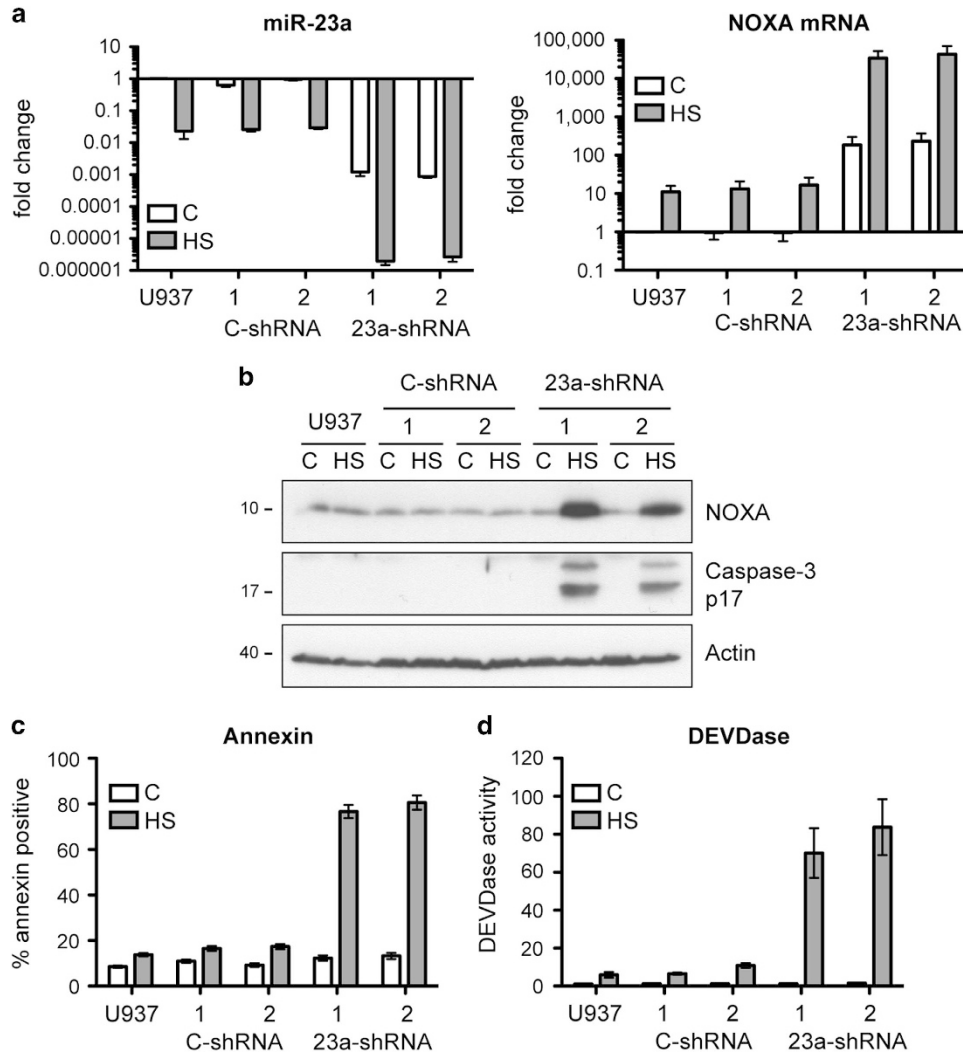 a
miR-23a
fold change
10
1
0.1
0.01
0.001
0.0001
0.00001
0.000001
C
HS
U937 1 2 1 2
C-shRNA 23a-shRNA
NOXA mRNA
fold change
100,000
10,000
1,000
100
10
1
0.1
C
HS
U937 1 2 1 2
C-shRNA 23a-shRNA
b
C-shRNA 23a-shRNA
U937 1 2 1 2
C HS C HS C HS C HS C HS
10 - NOXA
Caspase-3
17 - p17
40 - Actin
c
Annexin
% annexin positive
100
80
60
40
20
0
C
HS
U937 1 2 1 2
C-shRNA 23a-shRNA
d
DEVDase
DEVDase activity
120
100
80
60
40
20
0
C
HS
U937 1 2 1 2
C-shRNA 23a-shRNA